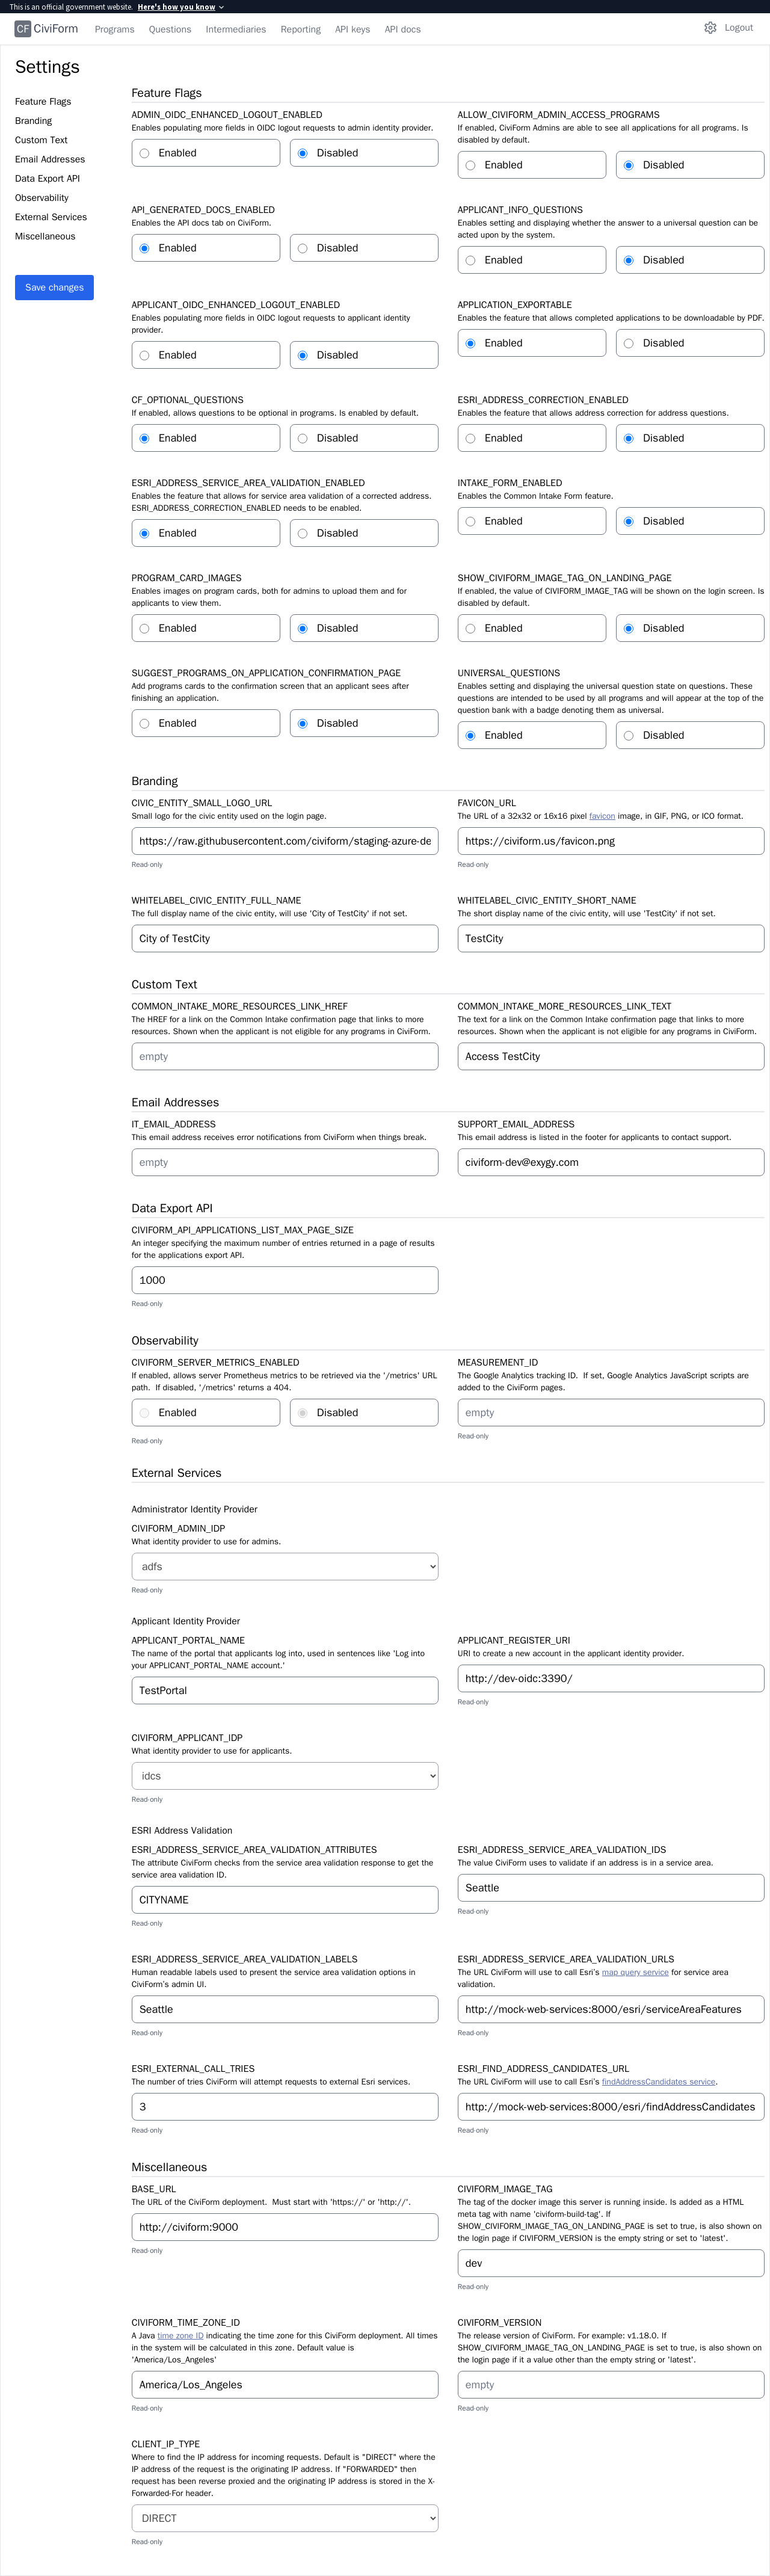 This is an official government website. Here's how you know
CF CiviForm Programs Questions Intermediaries Reporting API keys API docs Logout
Settings
Feature Flags
Branding
Custom Text
Email Addresses
Data Export API
Observability
External Services
Miscellaneous
Save changes
Feature Flags
ADMIN_OIDC_ENHANCED_LOGOUT_ENABLED
Enables populating more fields in OIDC logout requests to admin identity provider.
Enabled Disabled
ALLOW_CIVIFORM_ADMIN_ACCESS_PROGRAMS
If enabled, CiviForm Admins are able to see all applications for all programs. Is
disabled by default.
Enabled Disabled
API_GENERATED_DOCS_ENABLED
Enables the API docs tab on CiviForm.
Enabled Disabled
APPLICANT_INFO_QUESTIONS
Enables setting and displaying whether the answer to a universal question can be
acted upon by the system.
Enabled Disabled
APPLICANT_OIDC_ENHANCED_LOGOUT_ENABLED
Enables populating more fields in OIDC logout requests to applicant identity
provider.
Enabled Disabled
APPLICATION_EXPORTABLE
Enables the feature that allows completed applications to be downloadable by PDF.
Enabled Disabled
CF_OPTIONAL_QUESTIONS
If enabled, allows questions to be optional in programs. Is enabled by default.
Enabled Disabled
ESRI_ADDRESS_CORRECTION_ENABLED
Enables the feature that allows address correction for address questions.
Enabled Disabled
ESRI_ADDRESS_SERVICE_AREA_VALIDATION_ENABLED
Enables the feature that allows for service area validation of a corrected address.
ESRI_ADDRESS_CORRECTION_ENABLED needs to be enabled.
Enabled Disabled
INTAKE_FORM_ENABLED
Enables the Common Intake Form feature.
Enabled Disabled
PROGRAM_CARD_IMAGES
Enables images on program cards, both for admins to upload them and for
applicants to view them.
Enabled Disabled
SHOW_CIVIFORM_IMAGE_TAG_ON_LANDING_PAGE
If enabled, the value of CIVIFORM_IMAGE_TAG will be shown on the login screen. Is
disabled by default.
Enabled Disabled
SUGGEST_PROGRAMS_ON_APPLICATION_CONFIRMATION_PAGE
Add programs cards to the confirmation screen that an applicant sees after
finishing an application.
Enabled Disabled
UNIVERSAL_QUESTIONS
Enables setting and displaying the universal question state on questions. These
questions are intended to be used by all programs and will appear at the top of the
question bank with a badge denoting them as universal.
Enabled Disabled
Branding
CIVIC_ENTITY_SMALL_LOGO_URL
Small logo for the civic entity used on the login page.
https://raw.githubusercontent.com/civiform/staging-azure-de
Read-only
FAVICON_URL
The URL of a 32x32 or 16x16 pixel favicon image, in GIF, PNG, or ICO format.
https://civiform.us/favicon.png
Read-only
WHITELABEL_CIVIC_ENTITY_FULL_NAME
The full display name of the civic entity, will use 'City of TestCity' if not set.
City of TestCity
WHITELABEL_CIVIC_ENTITY_SHORT_NAME
The short display name of the civic entity, will use 'TestCity' if not set.
TestCity
Custom Text
COMMON_INTAKE_MORE_RESOURCES_LINK_HREF
The HREF for a link on the Common Intake confirmation page that links to more
resources. Shown when the applicant is not eligible for any programs in CiviForm.
empty
COMMON_INTAKE_MORE_RESOURCES_LINK_TEXT
The text for a link on the Common Intake confirmation page that links to more
resources. Shown when the applicant is not eligible for any programs in CiviForm.
Access TestCity
Email Addresses
IT_EMAIL_ADDRESS
This email address receives error notifications from CiviForm when things break.
empty
SUPPORT_EMAIL_ADDRESS
This email address is listed in the footer for applicants to contact support.
civiform-dev@exygy.com
Data Export API
CIVIFORM_API_APPLICATIONS_LIST_MAX_PAGE_SIZE
An integer specifying the maximum number of entries returned in a page of results
for the applications export API.
1000
Read-only
Observability
CIVIFORM_SERVER_METRICS_ENABLED
If enabled, allows server Prometheus metrics to be retrieved via the '/metrics' URL
path. If disabled, '/metrics' returns a 404.
Enabled Disabled
Read-only
MEASUREMENT_ID
The Google Analytics tracking ID. If set, Google Analytics JavaScript scripts are
added to the CiviForm pages.
empty
Read-only
External Services
Administrator Identity Provider
CIVIFORM_ADMIN_IDP
What identity provider to use for admins.
adfs
Read-only
Applicant Identity Provider
APPLICANT_PORTAL_NAME
The name of the portal that applicants log into, used in sentences like 'Log into
your APPLICANT_PORTAL_NAME account.'
TestPortal
APPLICANT_REGISTER_URI
URI to create a new account in the applicant identity provider.
http://dev-oidc:3390/
Read-only
CIVIFORM_APPLICANT_IDP
What identity provider to use for applicants.
idcs
Read-only
ESRI Address Validation
ESRI_ADDRESS_SERVICE_AREA_VALIDATION_ATTRIBUTES
The attribute CiviForm checks from the service area validation response to get the
service area validation ID.
CITYNAME
Read-only
ESRI_ADDRESS_SERVICE_AREA_VALIDATION_IDS
The value CiviForm uses to validate if an address is in a service area.
Seattle
Read-only
ESRI_ADDRESS_SERVICE_AREA_VALIDATION_LABELS
Human readable labels used to present the service area validation options in
CiviForm's admin UI.
Seattle
Read-only
ESRI_ADDRESS_SERVICE_AREA_VALIDATION_URLS
The URL CiviForm will use to call Esri's map query service for service area
validation.
http://mock-web-services:8000/esri/serviceAreaFeatures
Read-only
ESRI_EXTERNAL_CALL_TRIES
The number of tries CiviForm will attempt requests to external Esri services.
3
Read-only
ESRI_FIND_ADDRESS_CANDIDATES_URL
The URL CiviForm will use to call Esri's findAddressCandidates service.
http://mock-web-services:8000/esri/findAddressCandidates
Read-only
Miscellaneous
BASE_URL
The URL of the CiviForm deployment. Must start with 'https://' or 'http://'.
http://civiform:9000
Read-only
CIVIFORM_IMAGE_TAG
The tag of the docker image this server is running inside. Is added as a HTML
meta tag with name 'civiform-build-tag'. If
SHOW_CIVIFORM_IMAGE_TAG_ON_LANDING_PAGE is set to true, is also shown on
the login page if CIVIFORM_VERSION is the empty string or set to 'latest'.
dev
Read-only
CIVIFORM_TIME_ZONE_ID
A Java time zone ID indicating the time zone for this CiviForm deployment. All times
in the system will be calculated in this zone. Default value is
'America/Los_Angeles'
America/Los_Angeles
Read-only
CIVIFORM_VERSION
The release version of CiviForm. For example: v1.18.0. If
SHOW_CIVIFORM_IMAGE_TAG_ON_LANDING_PAGE is set to true, is also shown on
the login page if it a value other than the empty string or 'latest'.
empty
Read-only
CLIENT_IP_TYPE
Where to find the IP address for incoming requests. Default is "DIRECT" where the
IP address of the request is the originating IP address. If "FORWARDED" then
request has been reverse proxied and the originating IP address is stored in the X-
Forwarded-For header.
DIRECT
Read-only